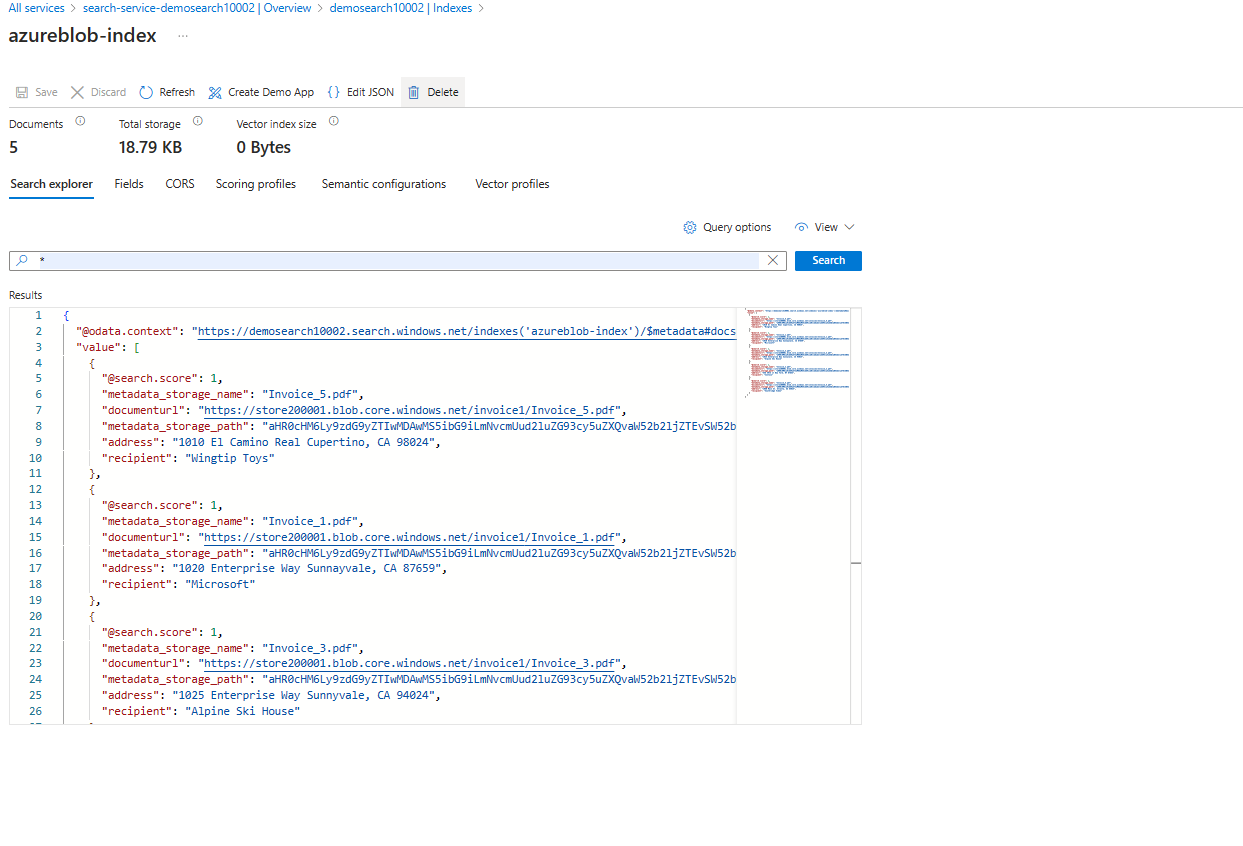 All services > search-service-demosearch10002 | Overview > demosearch10002 | Indexes >
azureblob-index ...
Save Discard Refresh Create Demo App {} Edit JSON Delete
Documents Total storage Vector index size
5 18.79 KB 0 Bytes
Search explorer Fields CORS Scoring profiles Semantic configurations Vector profiles
Query options View
* Search
Results
1 {
2 "@odata.context": "https://demosearch10002.search.windows.net/indexes('azureblob-index')/$metadata#docs
3 "value": [
4 {
5 "@search.score": 1,
6 "metadata_storage_name": "Invoice_5.pdf",
7 "documenturl": "https://store200001.blob.core.windows.net/invoice1/Invoice_5.pdf",
8 "metadata_storage_path": "aHR0cHM6Ly9zdG9yZTIwMDAwMS5ibG9iLmNvcmUud2luZG93cy5uZXQvaW52b2ljZTEvSW52b
9 "address": "1010 El Camino Real Cupertino, CA 98024",
10 "recipient": "Wingtip Toys"
11 },
12 {
13 "@search.score": 1,
14 "metadata_storage_name": "Invoice_1.pdf",
15 "documenturl": "https://store200001.blob.core.windows.net/invoice1/Invoice_1.pdf",
16 "metadata_storage_path": "aHR0cHM6Ly9zdG9yZTIwMDAwMS5ibG9iLmNvcmUud2luZG93cy5uZXQvaW52b2ljZTEvSW52b
17 "address": "1020 Enterprise Way Sunnayvale, CA 87659",
18 "recipient": "Microsoft"
19 },
20 {
21 "@search.score": 1,
22 "metadata_storage_name": "Invoice_3.pdf",
23 "documenturl": "https://store200001.blob.core.windows.net/invoice1/Invoice_3.pdf",
24 "metadata_storage_path": "aHR0cHM6Ly9zdG9yZTIwMDAwMS5ibG9iLmNvcmUud2luZG93cy5uZXQvaW52b2ljZTEvSW52b
25 "address": "1025 Enterprise Way Sunnyvale, CA 94024",
26 "recipient": "Alpine Ski House"